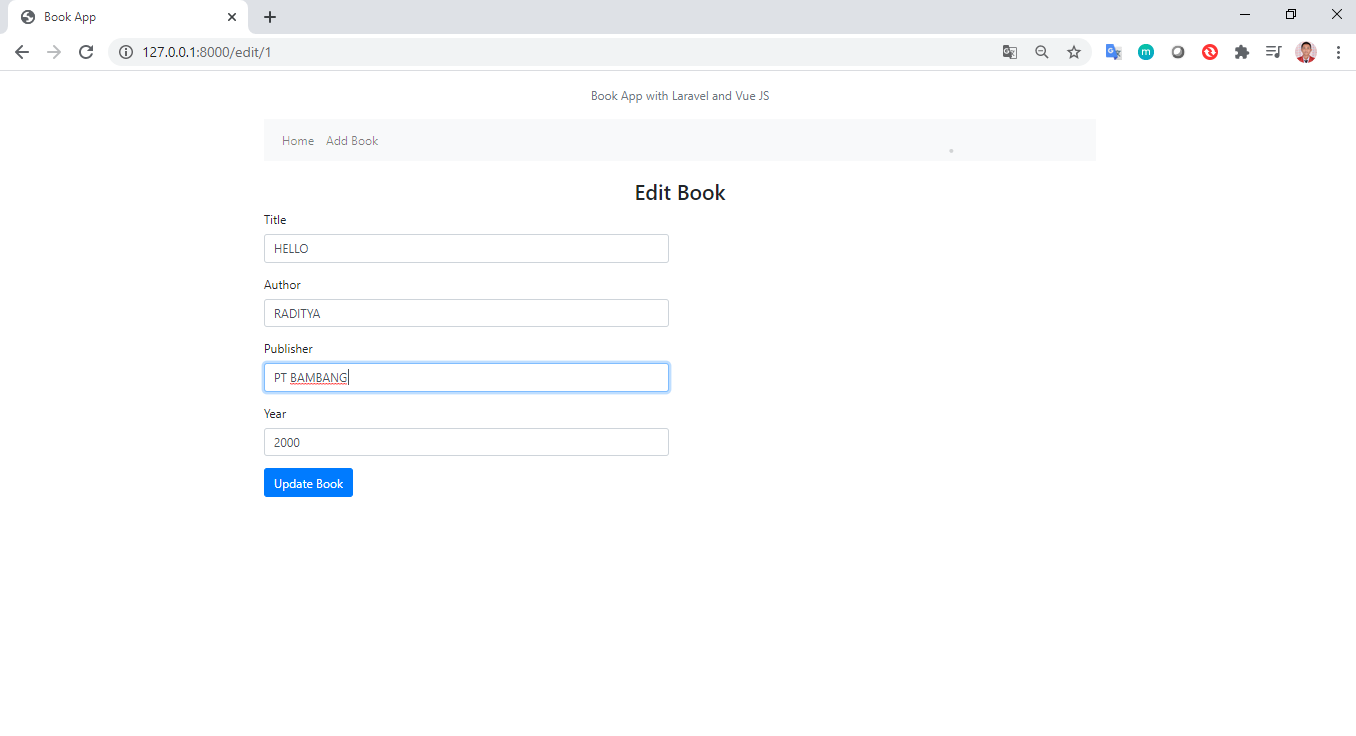 Book App
127.0.0.1:8000/edit/1
Book App with Laravel and Vue JS
Home Add Book
Edit Book
Title
HELLO
Author
RADITYA
Publisher
PT BAMBANG
Year
2000
Update Book